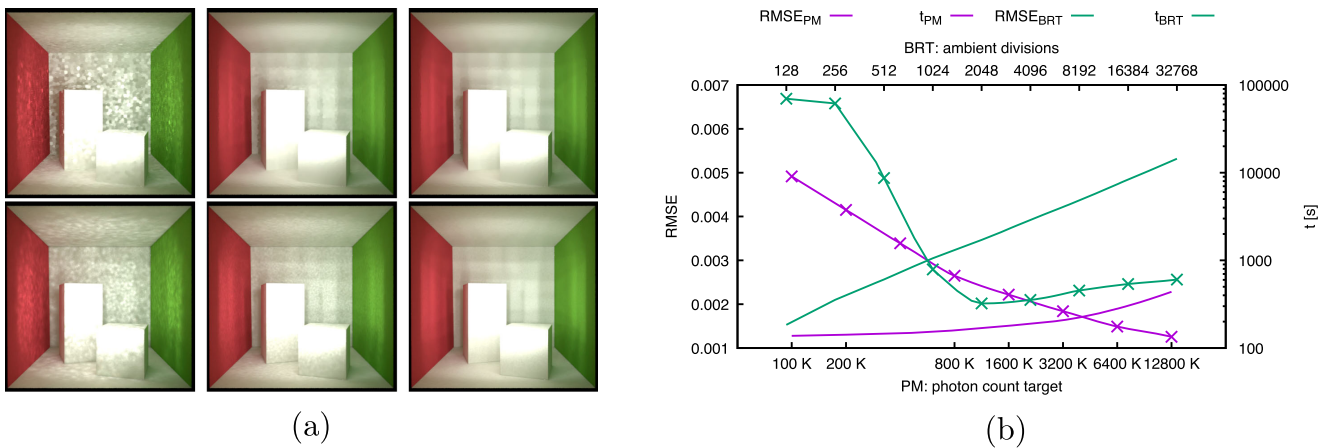 RMSE_PM t_PM RMSE_BRT t_BRT
BRT: ambient divisions
128 256 512 1024 2048 4096 8192 16384 32768
0.007 100000
0.006
0.005 10000
0.004
0.003 1000
0.002
0.001 100
RMSE
t [s]
100 K 200 K 800 K 1600 K 3200 K 6400 K 12800 K
PM: photon count target
(a) (b)